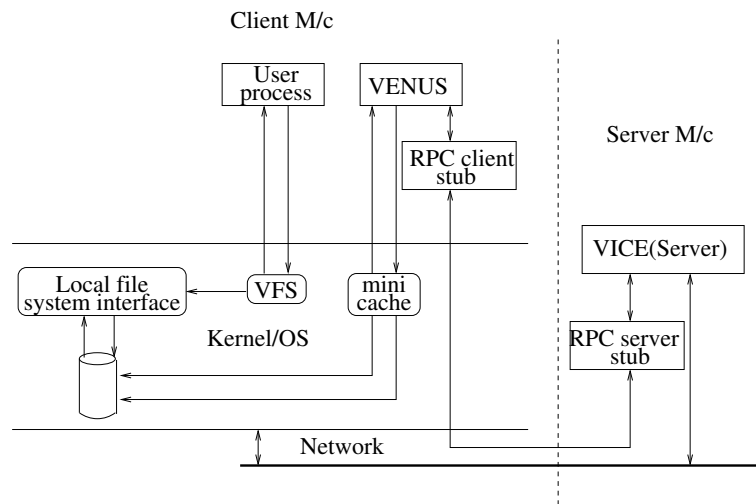 Client M/c
User
process
VENUS
RPC client
stub
Server M/c
VICE(Server)
Local file
system interface
VFS
mini
cache
Kernel/OS
RPC server
stub
Network